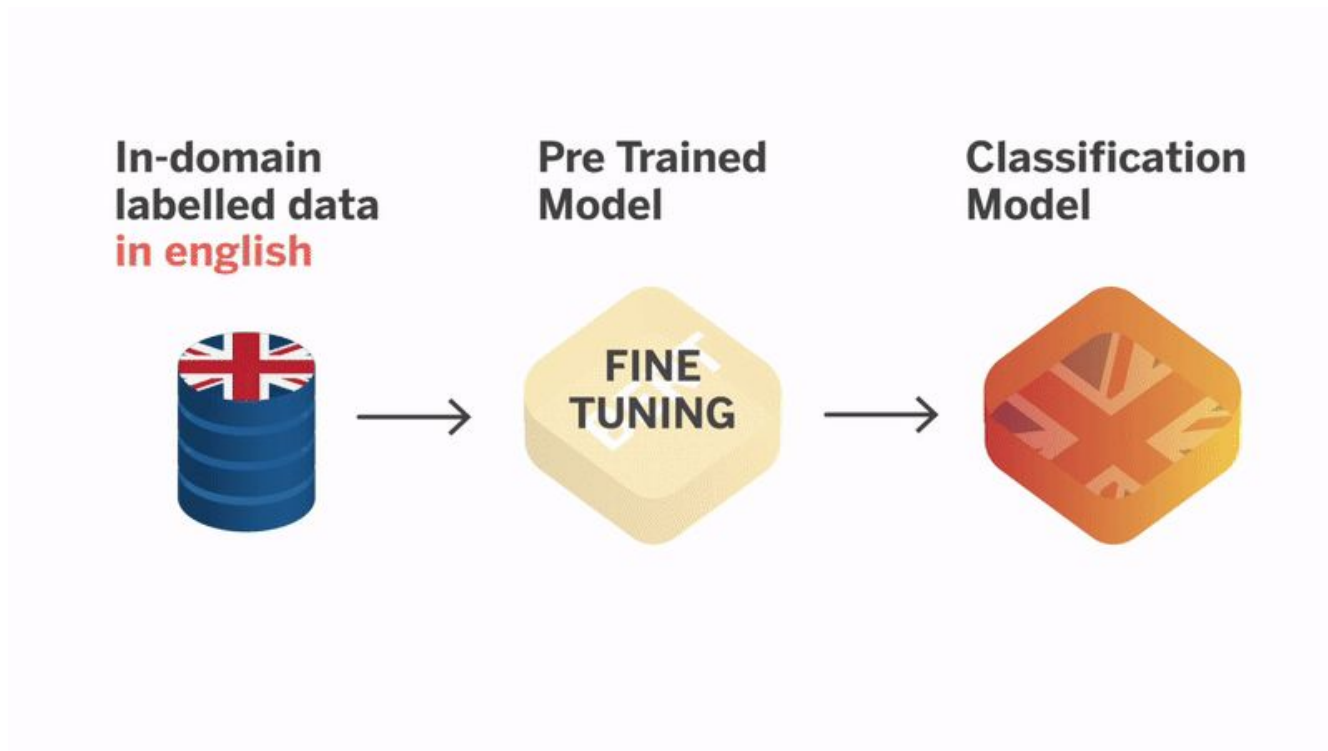 In-domain
labelled data
in english
Pre Trained
Model
FINE
TUNING
Classification
Model